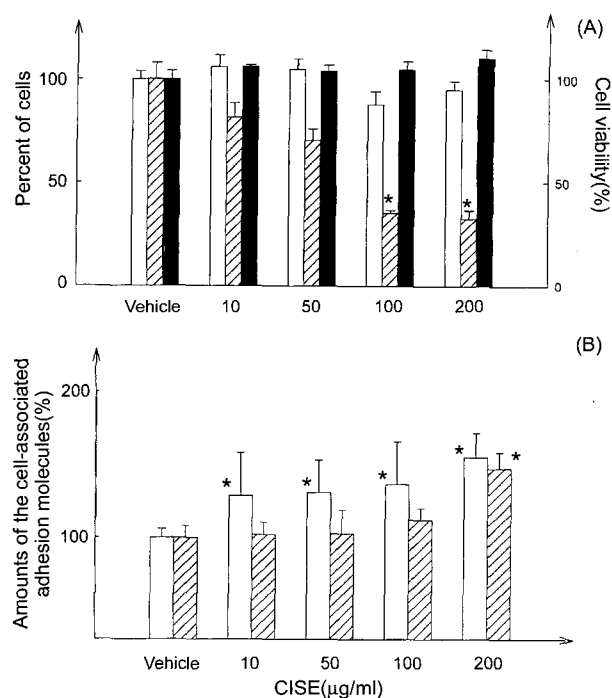 (A)
Percent of cells
100
50
0
Cell viability(%)
100
50
0
* *
Vehicle 10 50 100 200
(B)
Amounts of the cell-associated
adhesion molecules(%)
200
100
* * * * *
Vehicle 10 50 100 200
CISE(μg/ml)